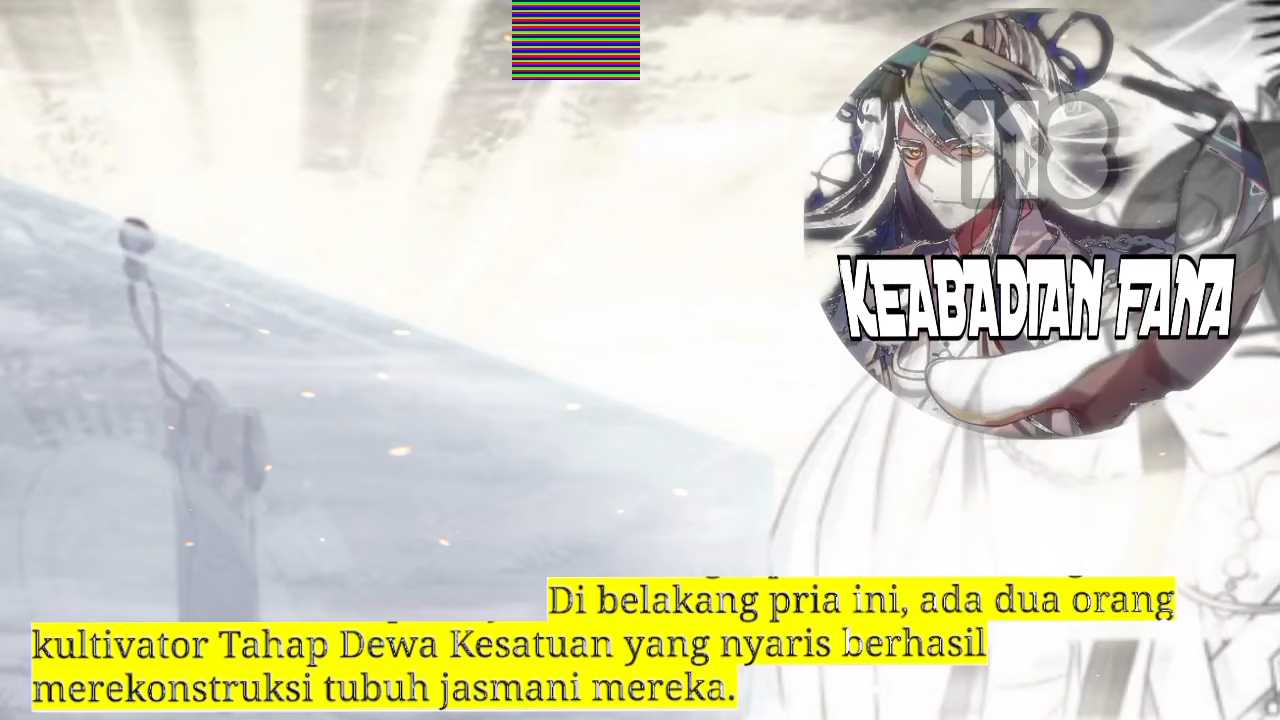 118
KEABADIAN FANA
Di belakang pria ini, ada dua orang
kultivator Tahap Dewa Kesatuan yang nyaris berhasil
merekonstruksi tubuh jasmani mereka.